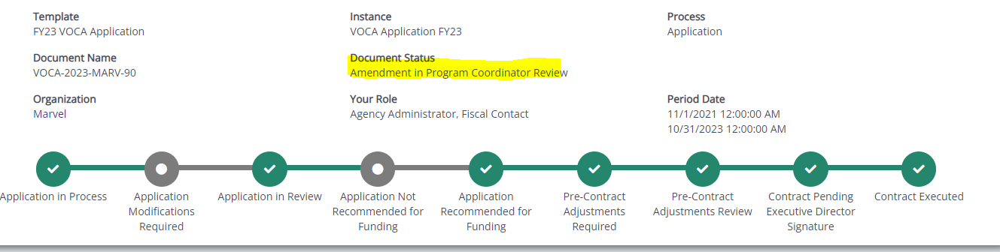 Template
FY23 VOCA Application
Instance
VOCA Application FY23
Process
Application
Document Name
VOCA-2023-MARV-90
Document Status
Amendment in Program Coordinator Review
Organization
Marvel
Your Role
Agency Administrator, Fiscal Contact
Period Date
11/1/2021 12:00:00 AM
10/31/2023 12:00:00 AM
Application in Process
Application
Modifications
Required
Application in Review
Application Not
Recommended for
Funding
Application
Recommended for
Funding
Pre-Contract
Adjustments
Required
Pre-Contract
Adjustments Review
Contract Pending
Executive Director
Signature
Contract Executed